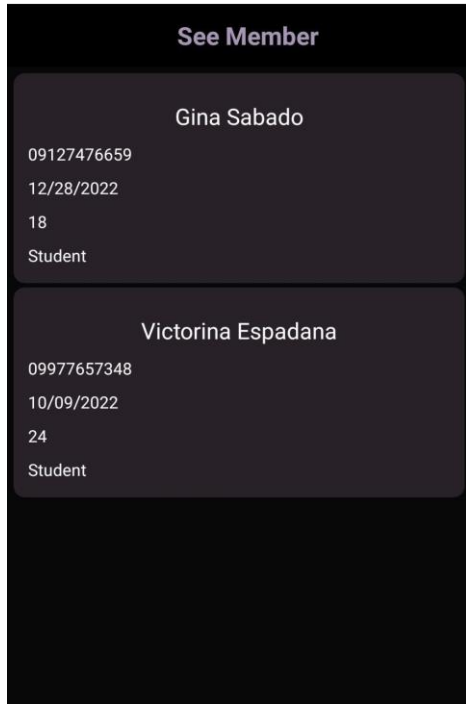 See Member
Gina Sabado
09127476659
12/28/2022
18
Student
Victorina Espadana
09977657348
10/09/2022
24
Student